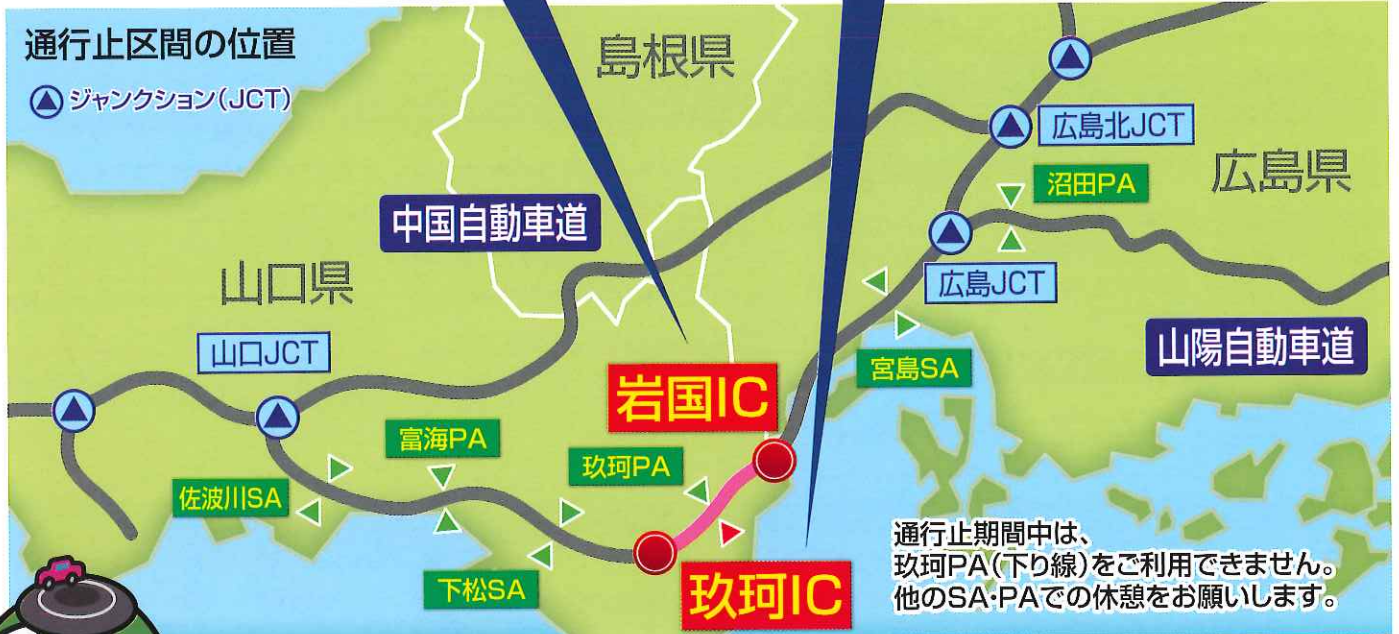 通行止区間の位置
ジャンクション(JCT)
島根県
広島北JCT
広島県
沼田PA
中国自動車道
山口県
広島JCT
山陽自動車道
山口JCT
宮島SA
岩国IC
富海PA
玖珂PA
佐波川SA
下松SA
玖珂IC
通行止期間中は、
玖珂PA(下り線)をご利用できません。
他のSA・PAでの休憩をお願いします。